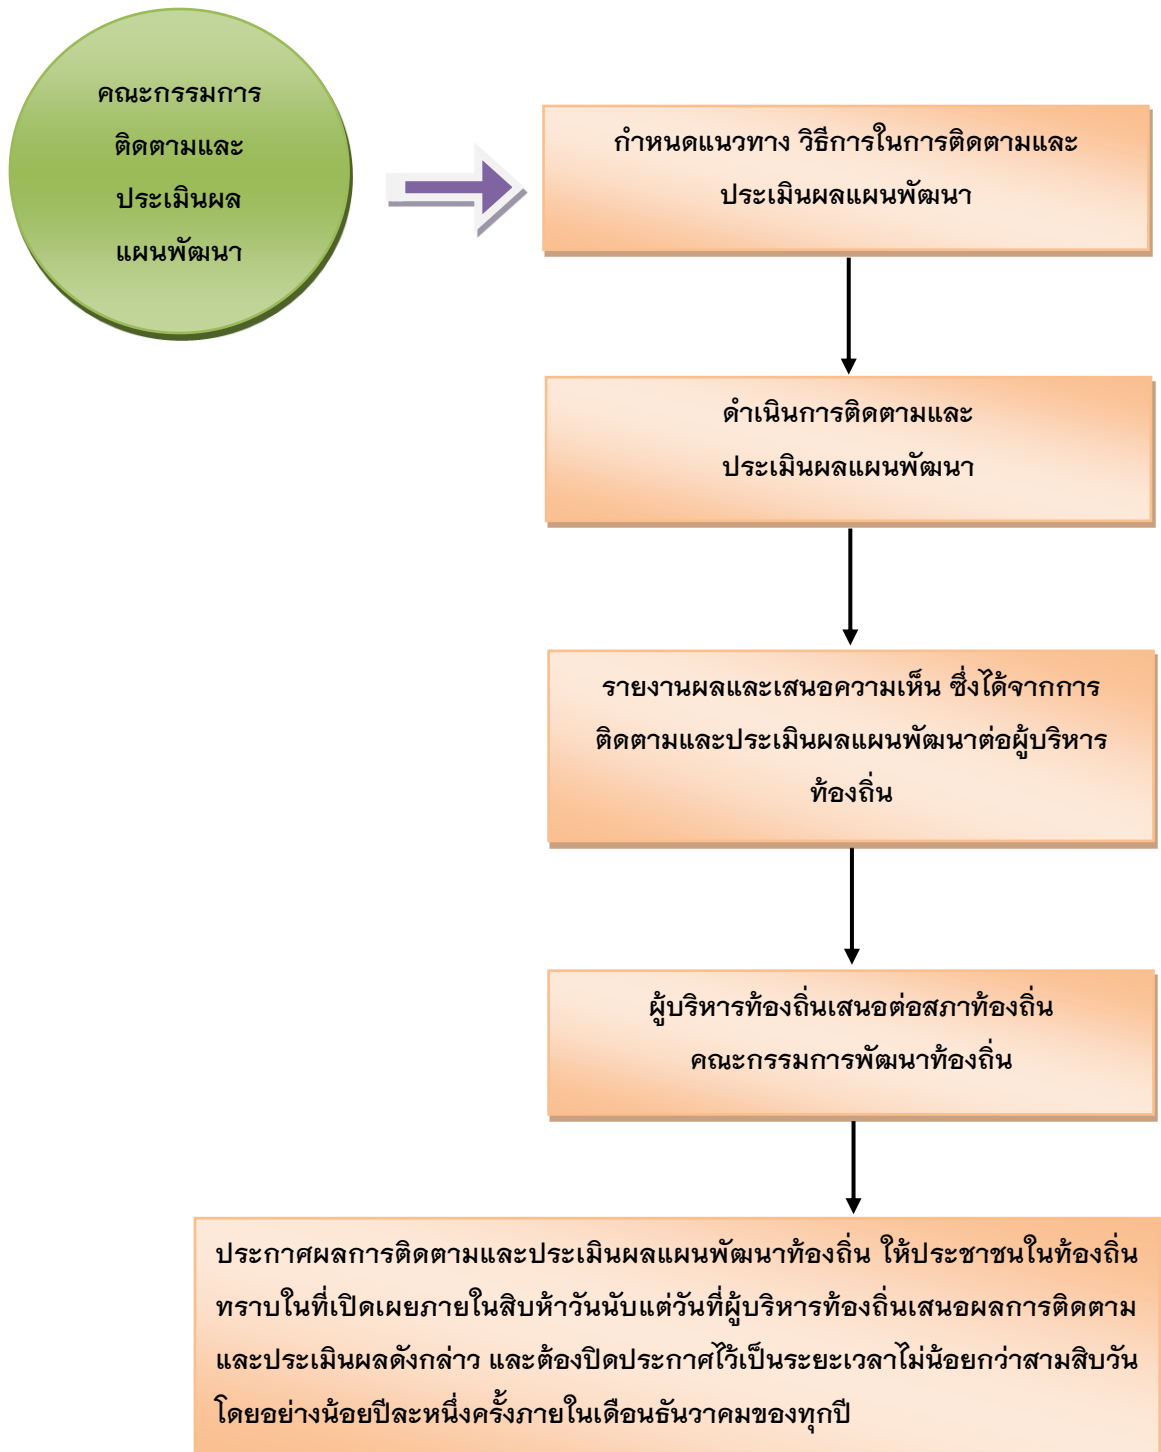 คณะกรรมการ
ติดตามและ
ประเมินผล
แผนพัฒนา
กำหนดแนวทาง วิธีการในการติดตามและ
ประเมินผลแผนพัฒนา
ดำเนินการติดตามและ
ประเมินผลแผนพัฒนา
รายงานผลและเสนอความเห็น ซึ่งได้จากการ
ติดตามและประเมินผลแผนพัฒนาต่อผู้บริหาร
ท้องถิ่น
ผู้บริหารท้องถิ่นเสนอต่อสภาท้องถิ่น
คณะกรรมการพัฒนาท้องถิ่น
ประกาศผลการติดตามและประเมินผลแผนพัฒนาท้องถิ่น ให้ประชาชนในท้องถิ่น
ทราบในที่เปิดเผยภายในสิบห้าวันนับแต่วันที่ผู้บริหารท้องถิ่นเสนอผลการติดตาม
และประเมินผลดังกล่าว และต้องปิดประกาศไว้เป็นระยะเวลาไม่น้อยกว่าสามสิบวัน
โดยอย่างน้อยปีละหนึ่งครั้งภายในเดือนธันวาคมของทุกปี